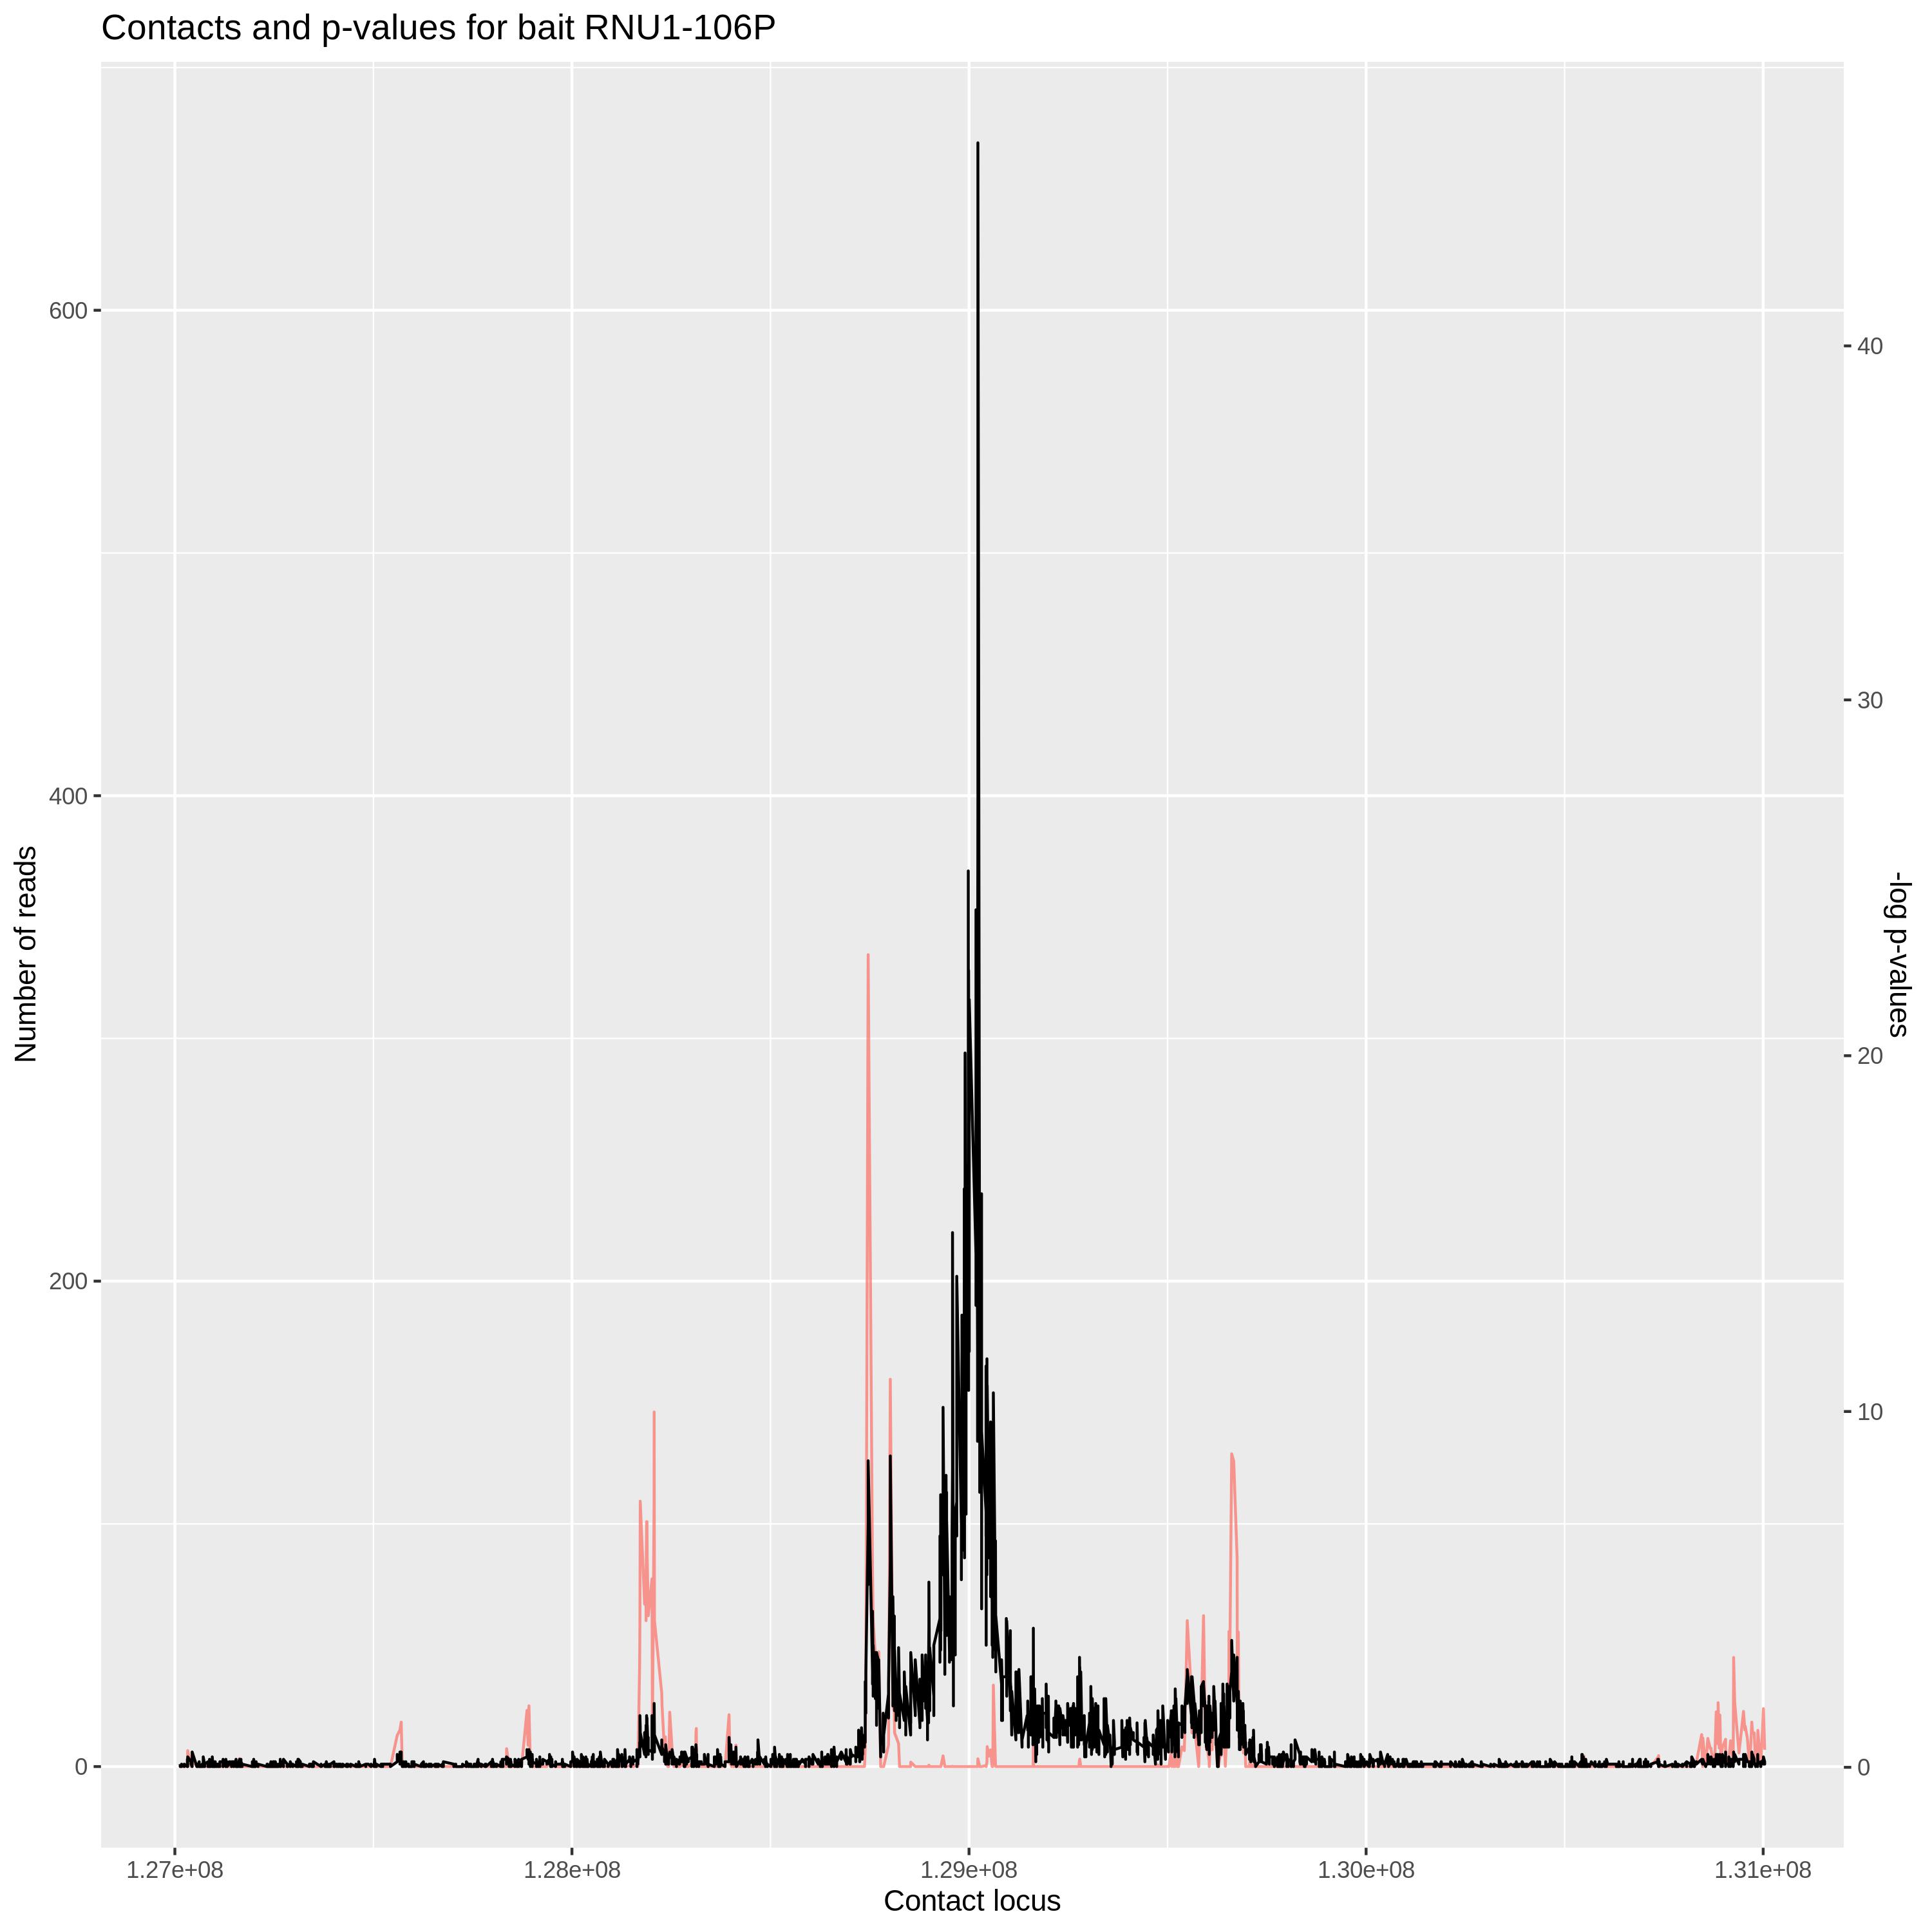 Contacts and p-values for bait RNU1-106P
600
400
200
0
Number of reads
40
30
20
10
0
-log p-values
1.27e+08
1.28e+08
1.29e+08
1.30e+08
1.31e+08
Contact locus